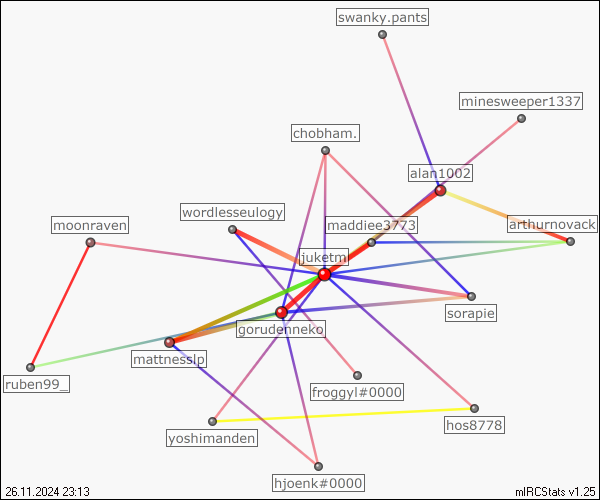 swanky.pants
minesweeper1337
chobham.
alan1002
wordlesseulogy
maddiee3773
arthurnovack
moonraven
juketm
sorapie
gorudenneko
mattnesslp
ruben99_
froggyl#0000
hos8778
yoshimanden
hjoenk#0000
26.11.2024 23:13
mIRCStats v1.25